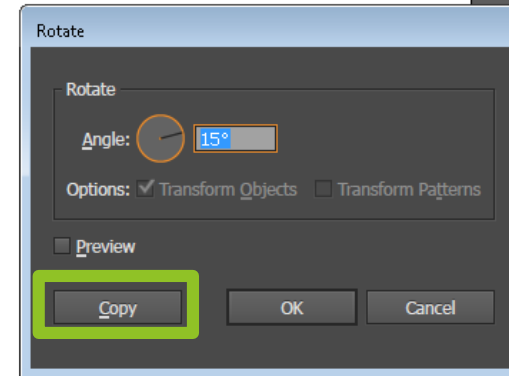 Rotate
Rotate
Angle: 15°
Options: Transform Objects Transform Patterns
Preview
Copy OK Cancel